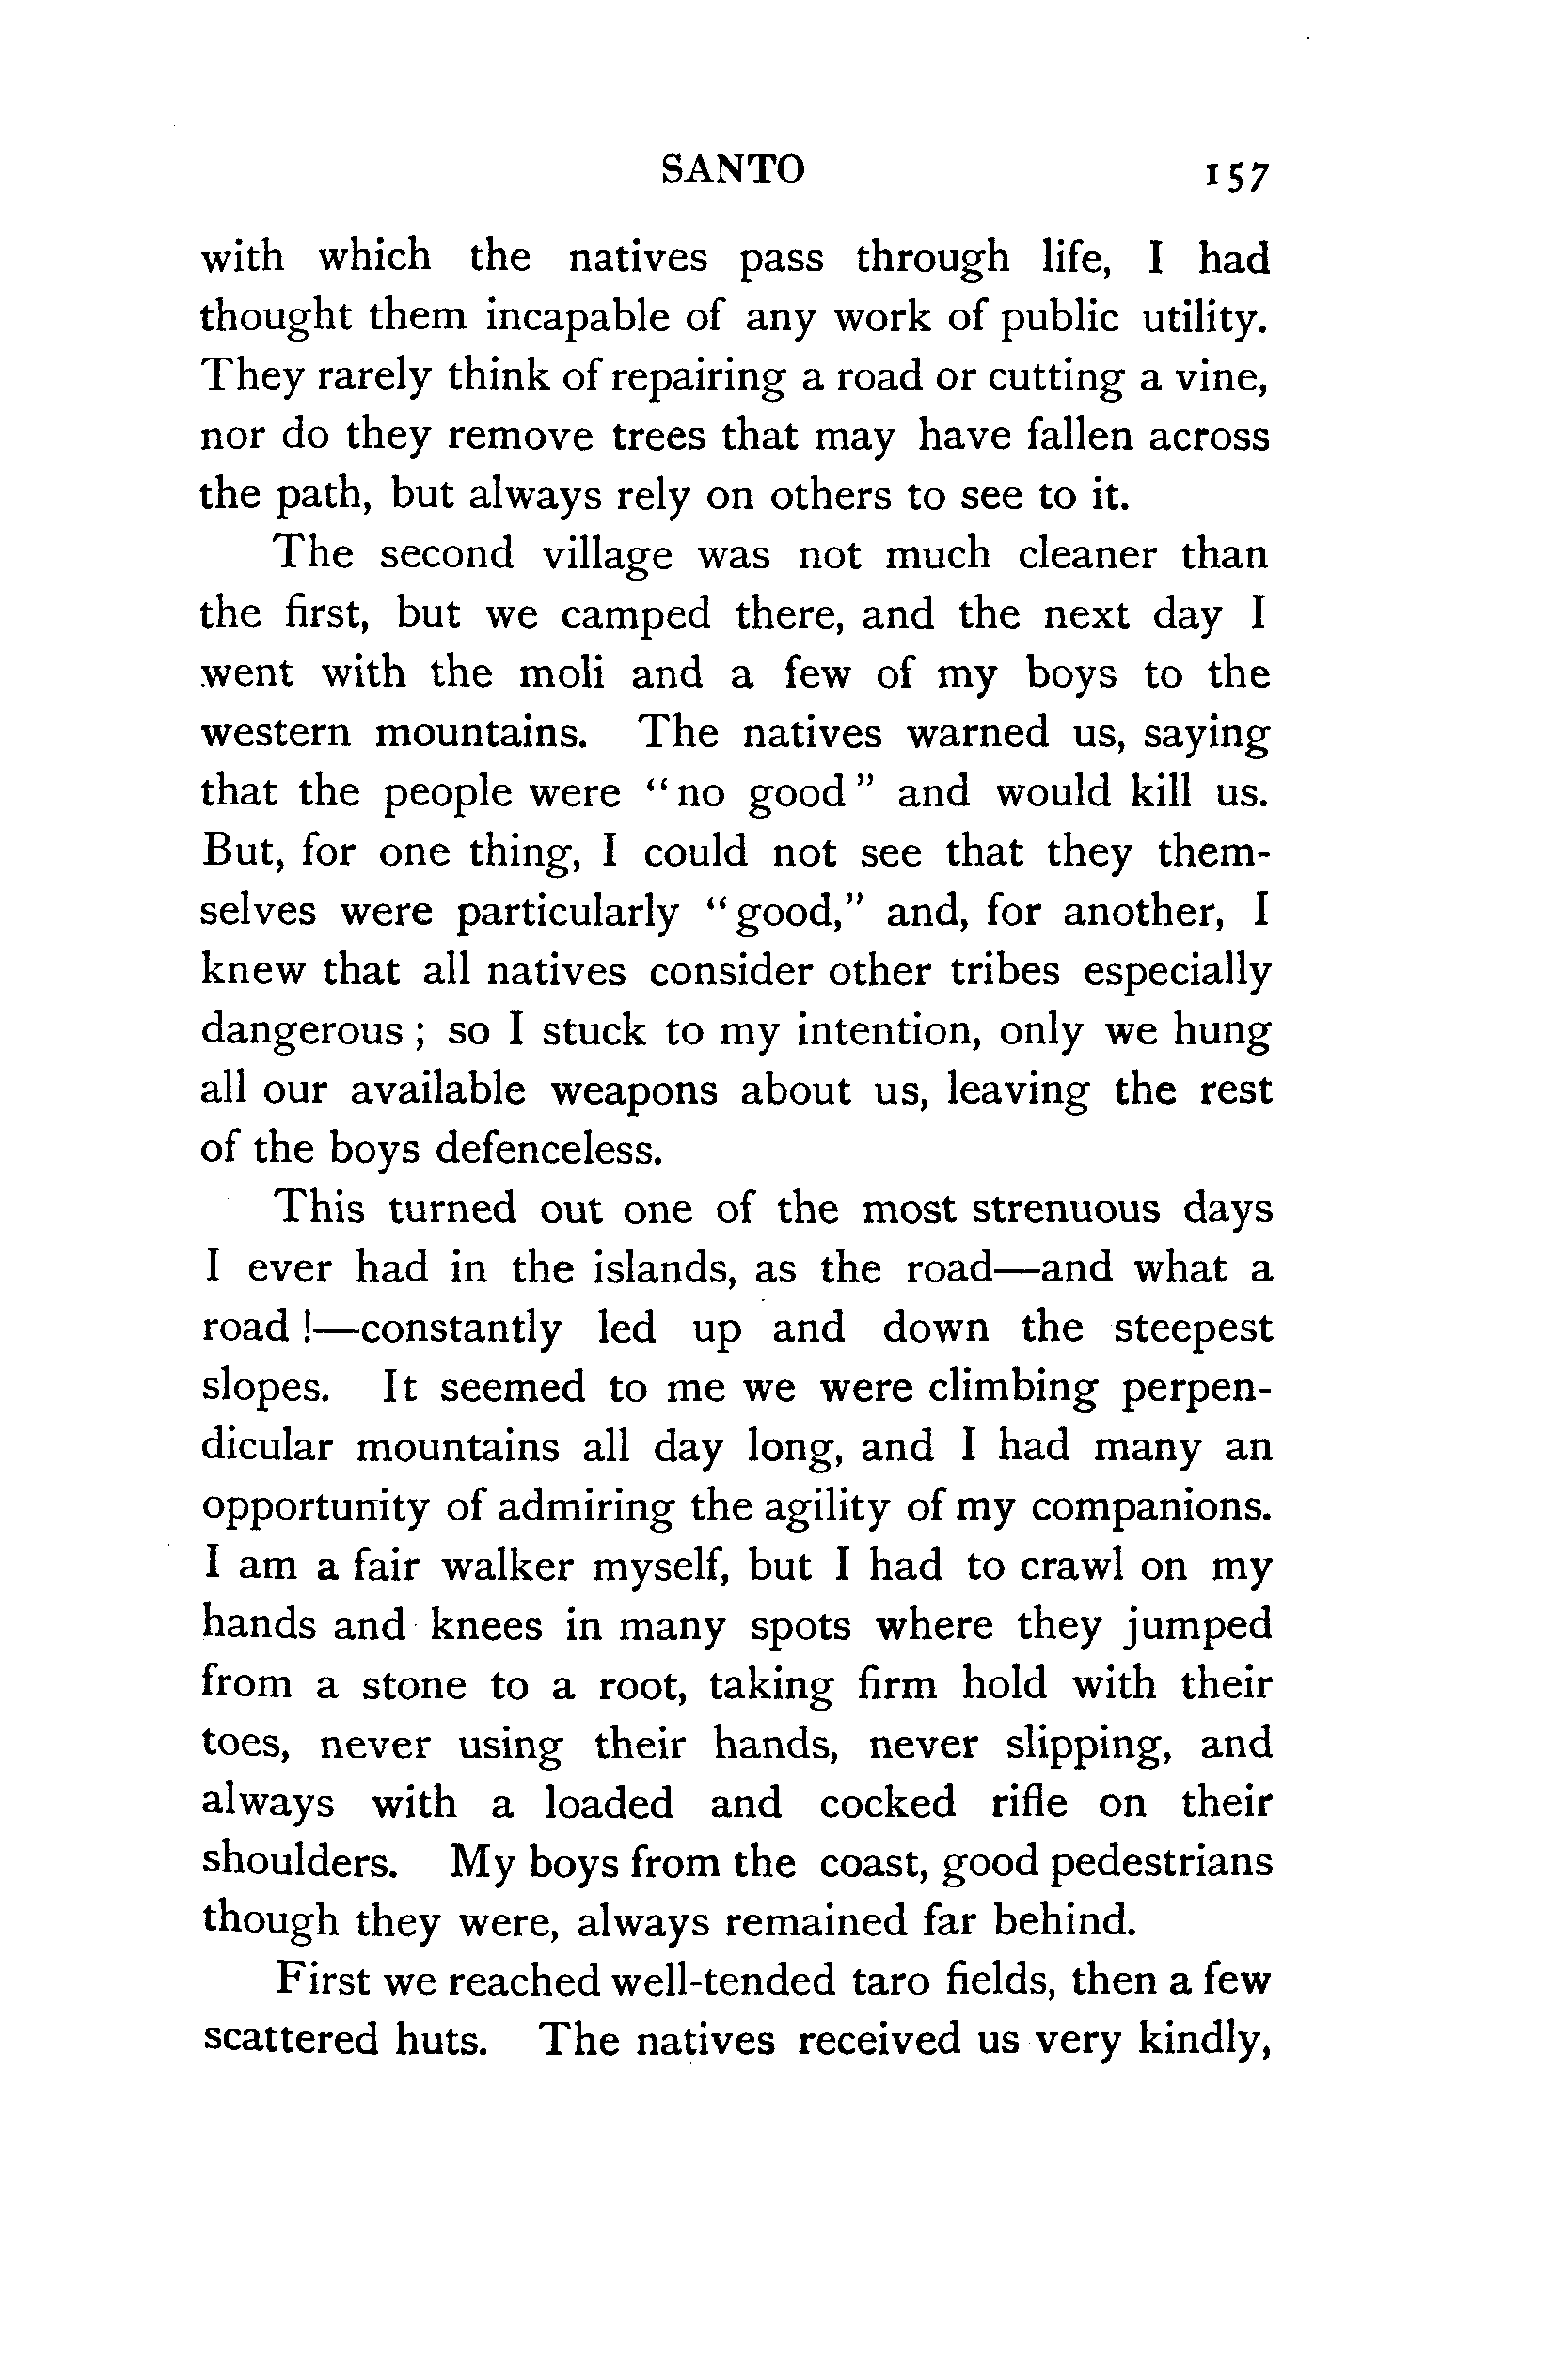 SANTO 157
with which the natives pass through life, I had
thought them incapable of any work of public utility.
They rarely think of repairing a road or cutting a vine,
nor do they remove trees that may have fallen across
the path, but always rely on others to see to it.
The second village was not much cleaner than
the first, but we camped there, and the next day I
went with the moli and a few of my boys to the
western mountains. The natives warned us, saying
that the people were “no good” and would kill us.
But, for one thing, I could not see that they them-
selves were particularly “good,” and, for another, I
knew that all natives consider other tribes especially
dangerous; so I stuck to my intention, only we hung
all our available weapons about us, leaving the rest
of the boys defenceless.
This turned out one of the most strenuous days
I ever had in the islands, as the road—and what a
road!—constantly led up and down the steepest
slopes. It seemed to me we were climbing perpen-
dicular mountains all day long, and I had many an
opportunity of admiring the agility of my companions.
I am a fair walker myself, but I had to crawl on my
hands and knees in many spots where they jumped
from a stone to a root, taking firm hold with their
toes, never using their hands, never slipping, and
always with a loaded and cocked rifle on their
shoulders. My boys from the coast, good pedestrians
though they were, always remained far behind.
First we reached well-tended taro fields, then a few
scattered huts. The natives received us very kindly,